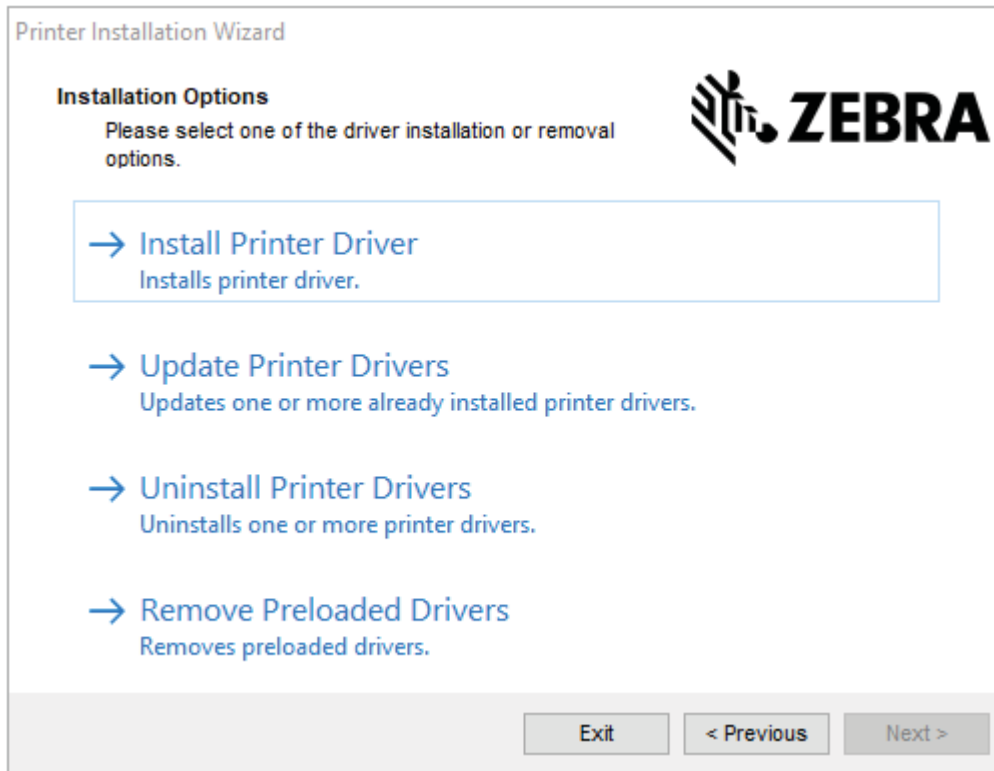 Printer Installation Wizard
Installation Options
Please select one of the driver installation or removal
options.
ZEBRA
Install Printer Driver
Installs printer driver.
Update Printer Drivers
Updates one or more already installed printer drivers.
Uninstall Printer Drivers
Uninstalls one or more printer drivers.
Remove Preloaded Drivers
Removes preloaded drivers.
Exit
< Previous
Next >